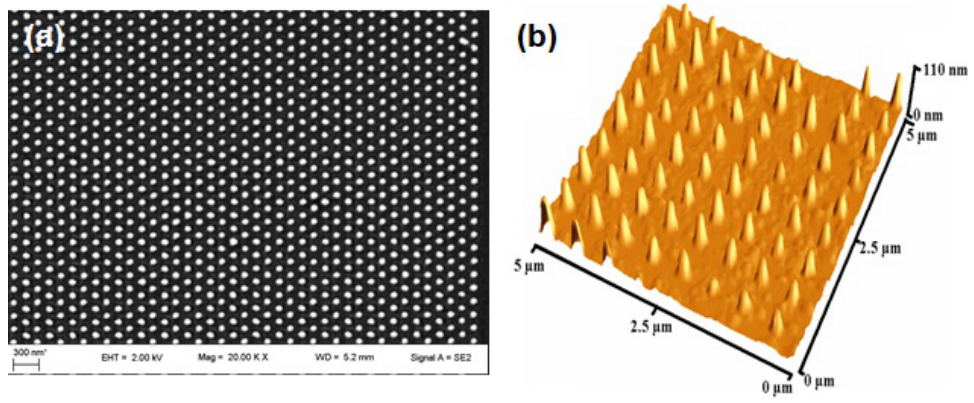 (a)
300 nm
EHT = 2.00 kV Mag = 20.00 K X WD = 5.2 mm Signal A = SE2
(b)
110 nm
0 nm
5 µm
2.5 µm
0 µm
5 µm
2.5 µm
0 µm